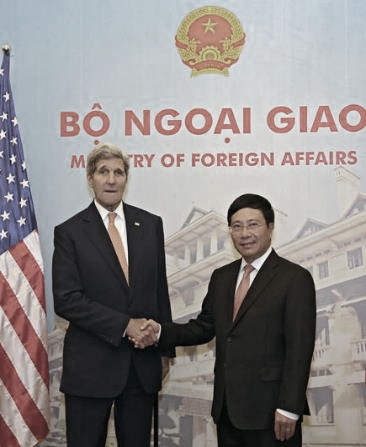 BỘ NGOẠI GIAO
MINISTRY OF FOREIGN AFFAIRS